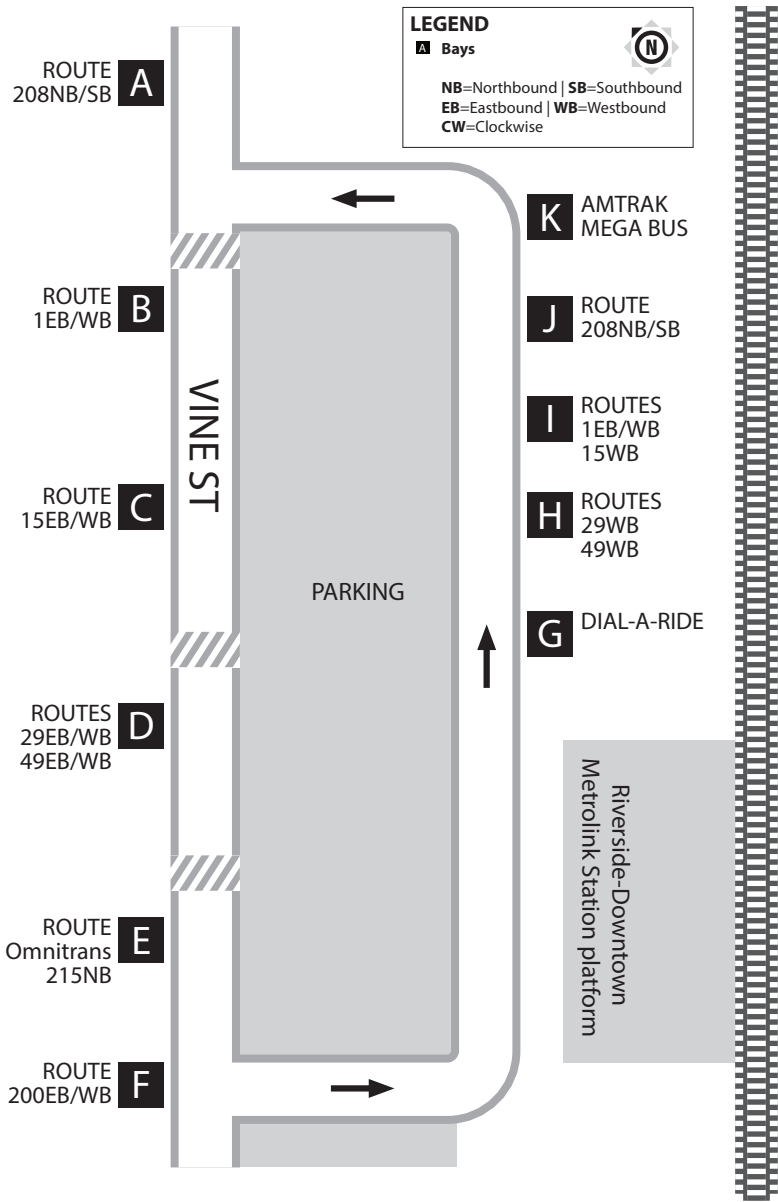 LEGEND
A Bays
N
NB=Northbound | SB=Southbound
EB=Eastbound | WB=Westbound
CW=Clockwise
ROUTE
208NB/SB
A
ROUTE
1EB/WB
B
ROUTE
15EB/WB
C
ROUTES
29EB/WB
49EB/WB
D
ROUTE
Omnitrans
215NB
E
ROUTE
200EB/WB
F
VINE ST
PARKING
K
AMTRAK
MEGA BUS
J
ROUTE
208NB/SB
I
ROUTES
1EB/WB
15WB
H
ROUTES
29WB
49WB
G
DIAL-A-RIDE
Riverside-Downtown
Metrolink Station platform